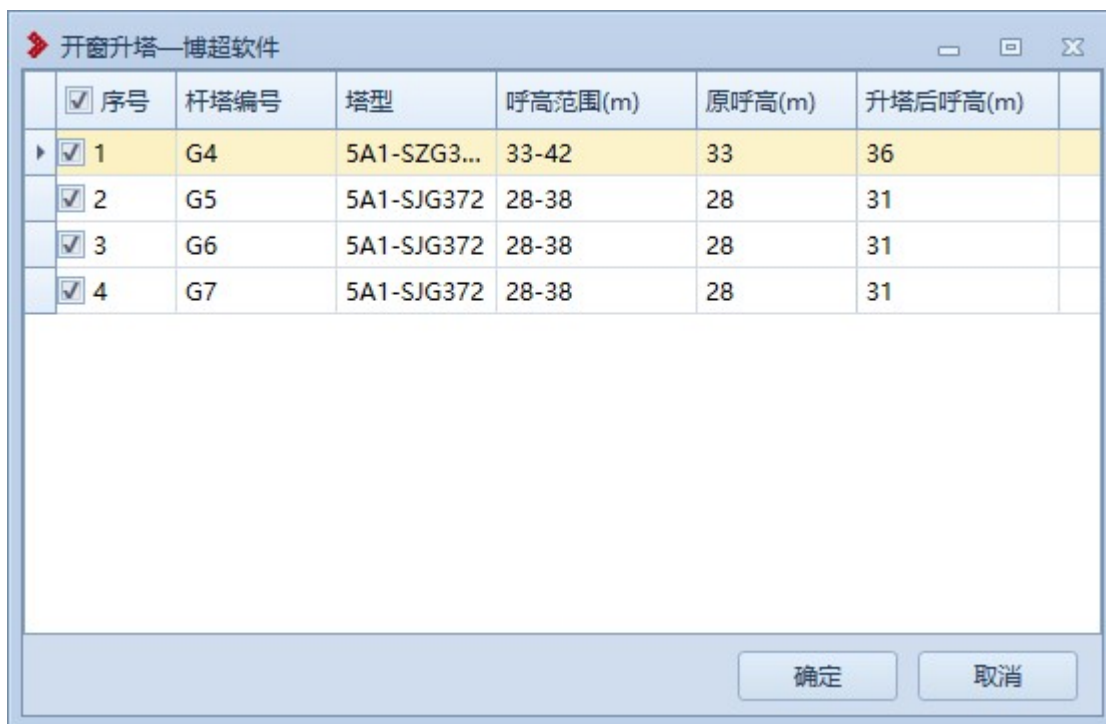 开窗升塔—博超软件
序号 杆塔编号 塔型 呼高范围(m) 原呼高(m) 升塔后呼高(m)
1 G4 5A1-SZG3... 33-42 33 36
2 G5 5A1-SJG372 28-38 28 31
3 G6 5A1-SJG372 28-38 28 31
4 G7 5A1-SJG372 28-38 28 31
确定 取消